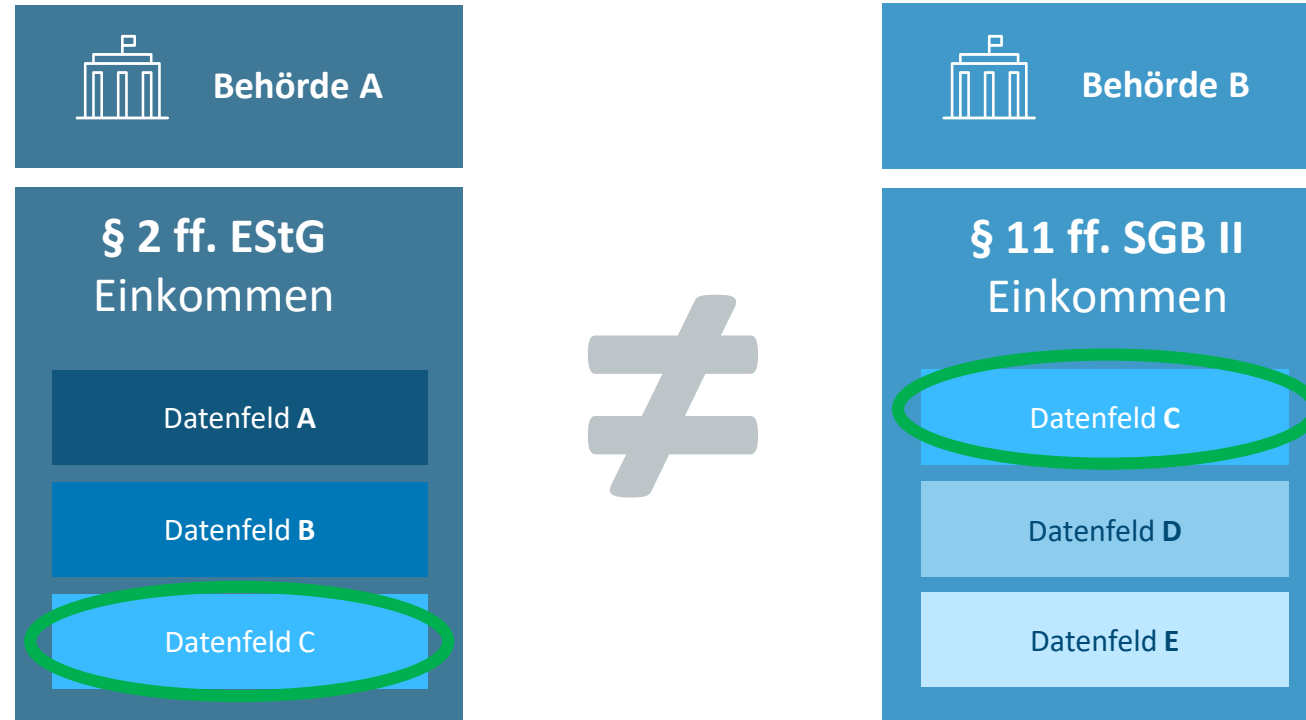 Behörde A
§ 2 ff. EStG
Einkommen
Datenfeld A
Datenfeld B
Datenfeld C
≠
Behörde B
§ 11 ff. SGB II
Einkommen
Datenfeld C
Datenfeld D
Datenfeld E